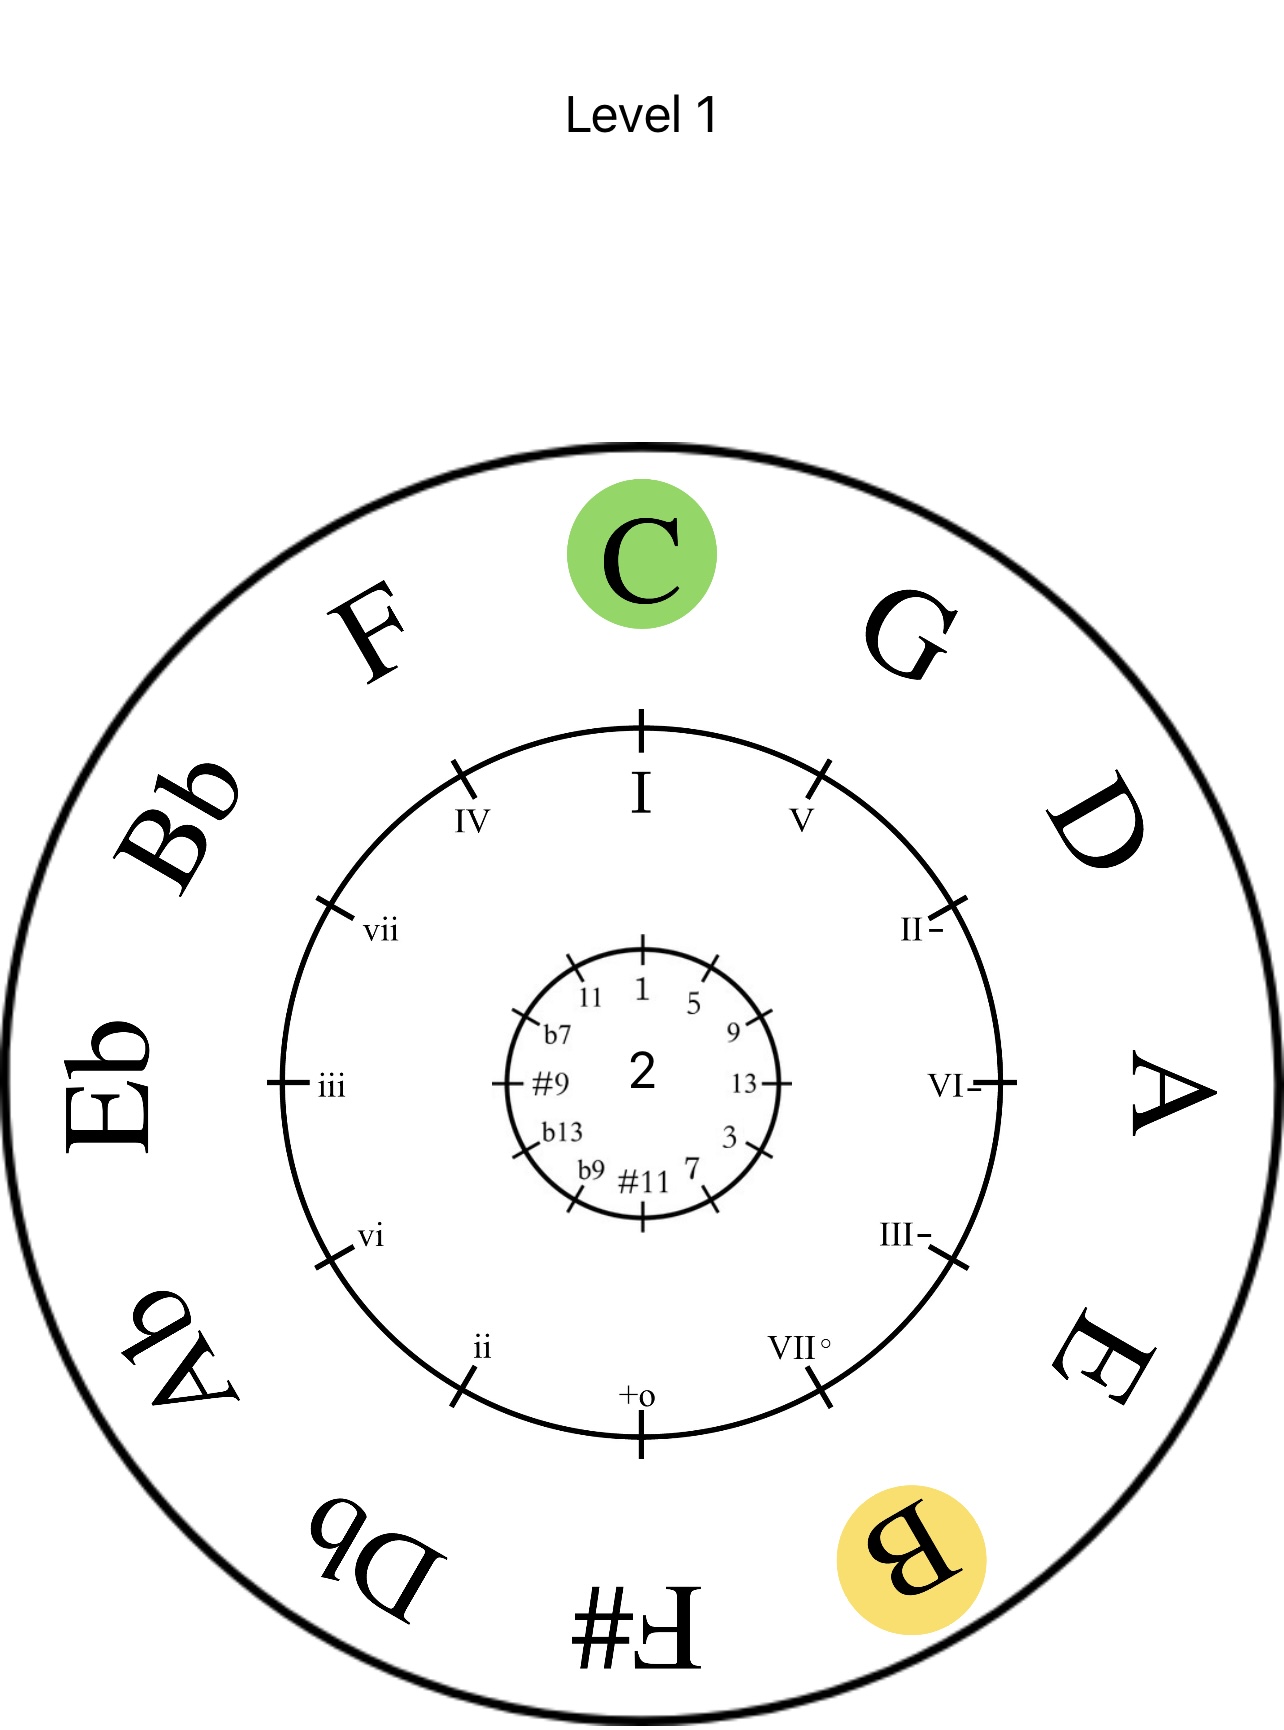 Level 1
C
F
G
Bb
D
I
IV
V
vii
II-
1
11
5
b7
9
Eb
iii
#9
2
13
VI-
A
b13
3
b9
7
#11
vi
III-
Ab
E
ii
VII°
+o
Db
B
F#